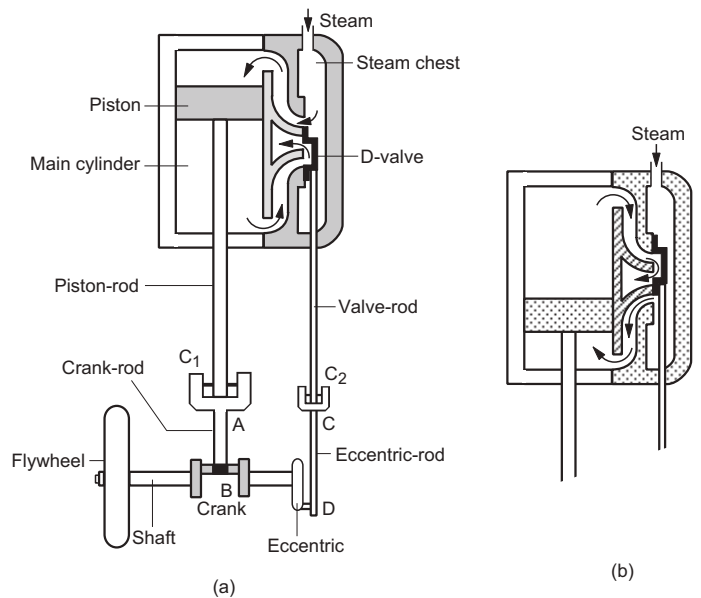 Steam
Steam chest
Piston
D-valve
Main cylinder
Piston-rod
Valve-rod
C1
C2
Crank-rod
A
C
Flywheel
Eccentric-rod
B
Crank
D
Shaft
Eccentric
(a)
Steam
(b)